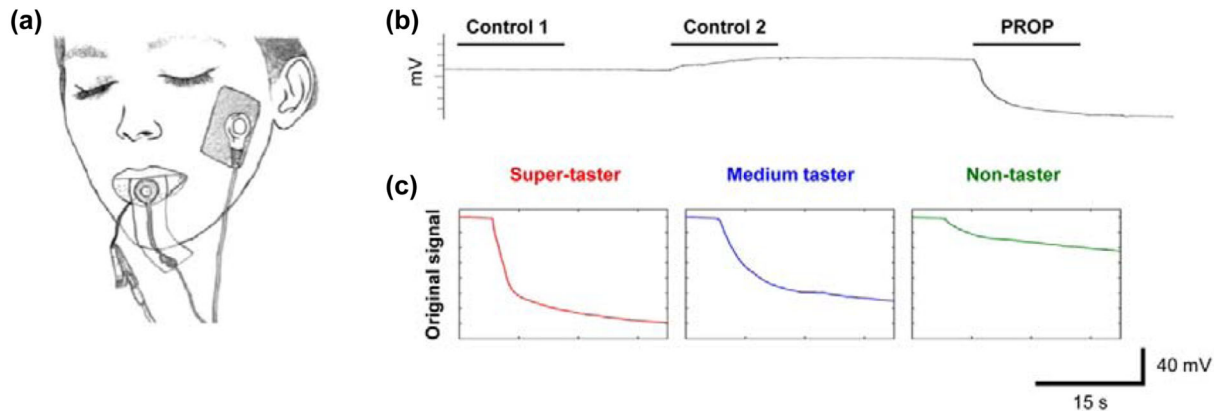 (a)
(b)
Control 1 Control 2 PROP
mV
(c)
Super-taster Medium taster Non-taster
Original signal
40 mV
15 s